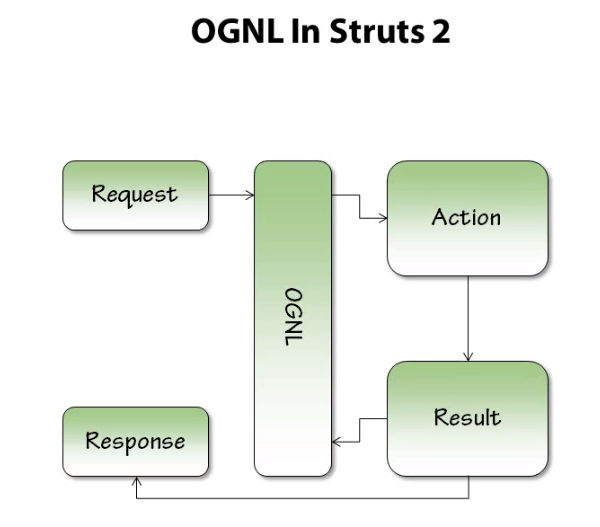 OGNL In Struts 2
Request
Action
OGNL
Result
Response